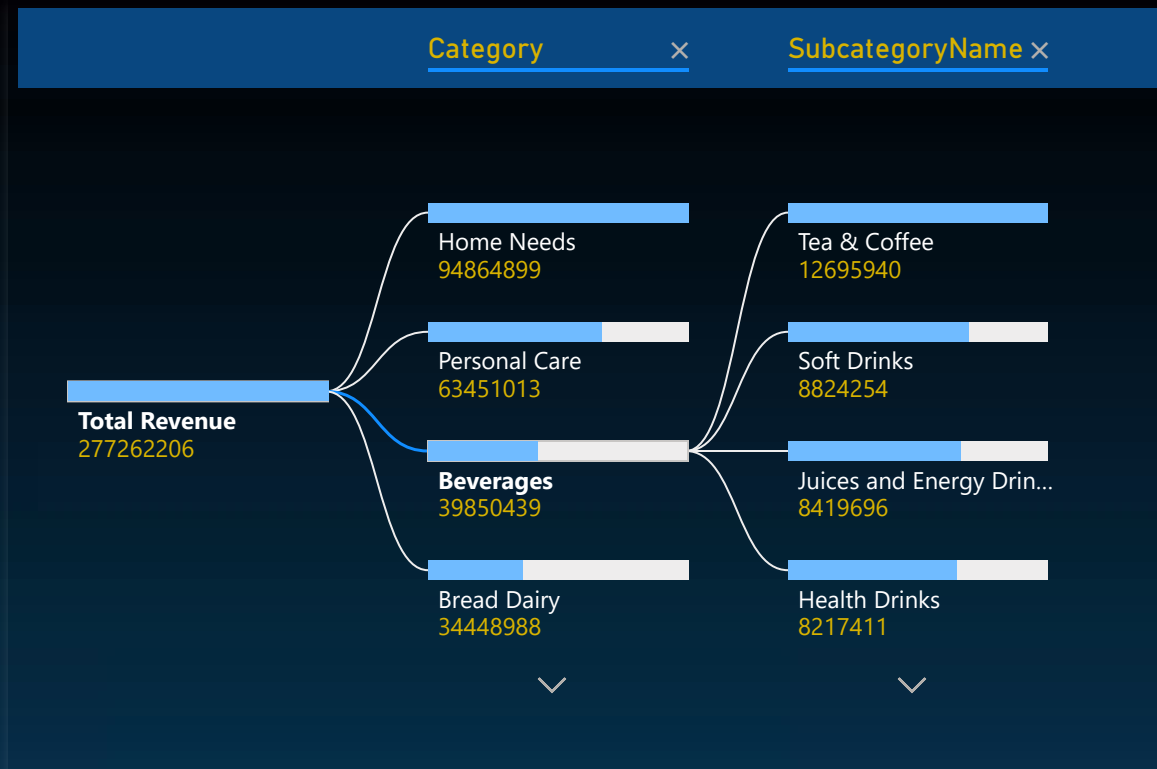 Category
SubcategoryName
Home Needs
94864899
Tea & Coffee
12695940
Personal Care
63451013
Soft Drinks
8824254
Total Revenue
277262206
Beverages
39850439
Juices and Energy Drin...
8419696
Bread Dairy
34448988
Health Drinks
8217411